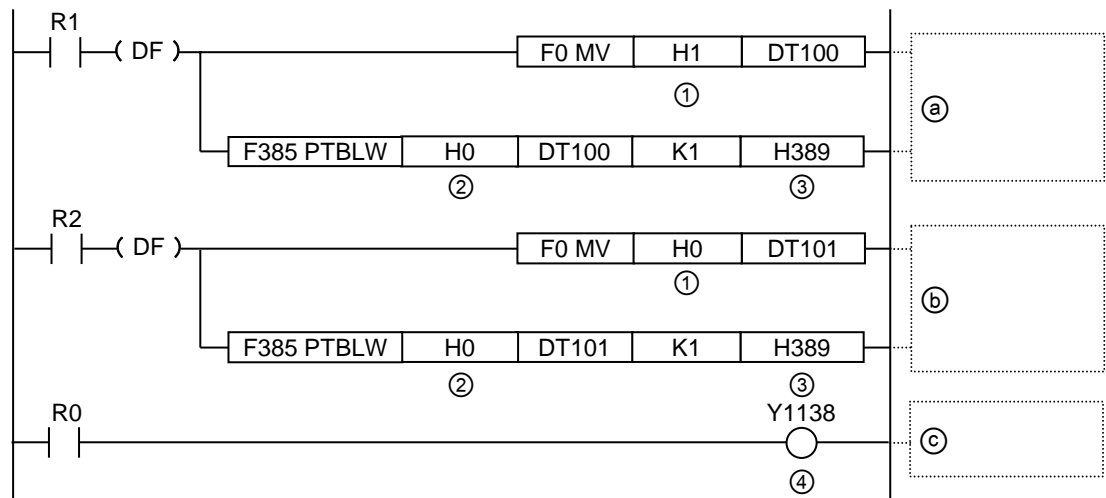 R1
( DF )
F0 MV H1 DT100
①
ⓐ
F385 PTBLW H0 DT100 K1 H389
② ③
R2
( DF )
F0 MV H0 DT101
①
ⓑ
F385 PTBLW H0 DT101 K1 H389
② ③
R0 Y1138
ⓒ
④